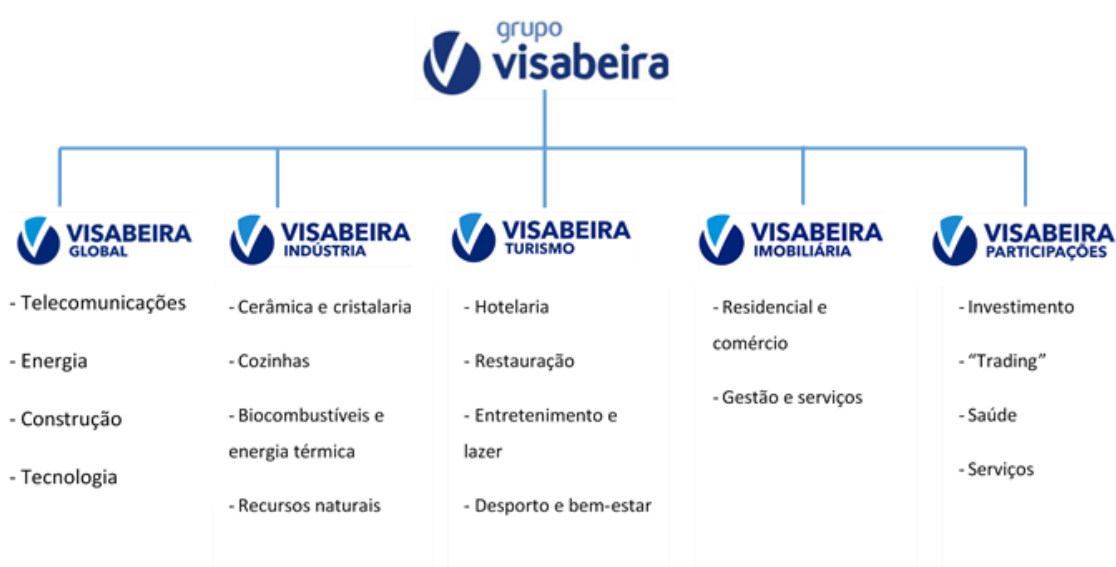 grupo
visabeira
VISABEIRA
GLOBAL
- Telecomunicações
- Energia
- Construção
- Tecnologia
VISABEIRA
INDÚSTRIA
- Cerâmica e cristalaria
- Cozinhas
- Biocombustíveis e
energia térmica
- Recursos naturais
VISABEIRA
TURISMO
- Hotelaria
- Restauração
- Entretenimento e
lazer
- Desporto e bem-estar
VISABEIRA
IMOBILIÁRIA
- Residencial e
comércio
- Gestão e serviços
VISABEIRA
PARTICIPAÇÕES
- Investimento
- “Trading”
- Saúde
- Serviços